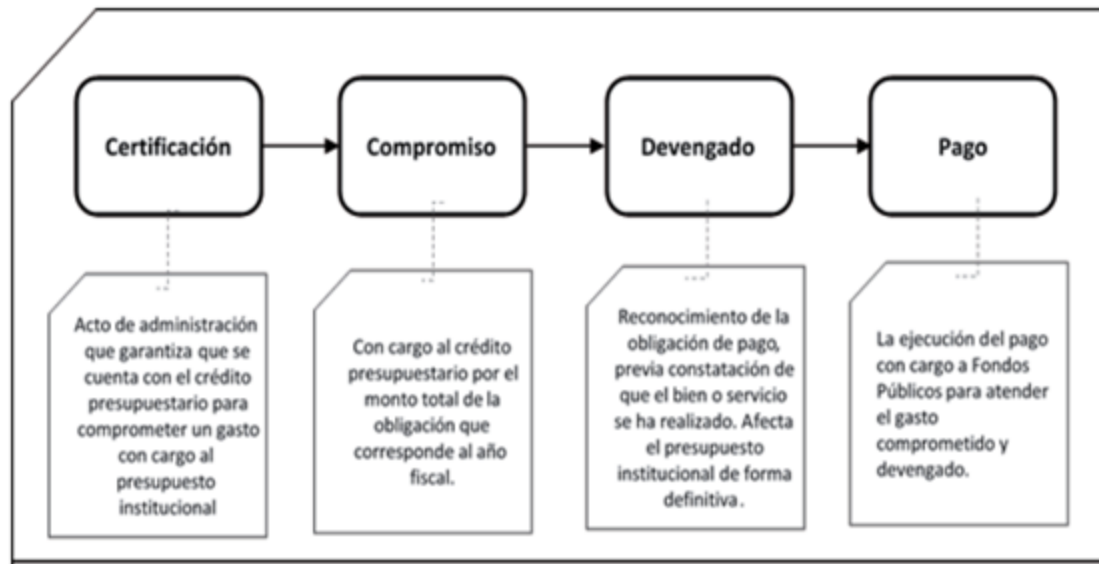 Certificación
Compromiso
Devengado
Pago
Acto de administración
que garantiza que se
cuenta con el crédito
presupuestario para
comprometer un gasto
con cargo al
presupuesto
institucional
Con cargo al crédito
presupuestario por el
monto total de la
obligación que
corresponde al año
fiscal.
Reconocimiento de la
obligación de pago,
previa constatación de
que el bien o servicio
se ha realizado. Afecta
el presupuesto
institucional de forma
definitiva.
La ejecución del pago
con cargo a Fondos
Públicos para atender
el gasto
comprometido y
devengado.